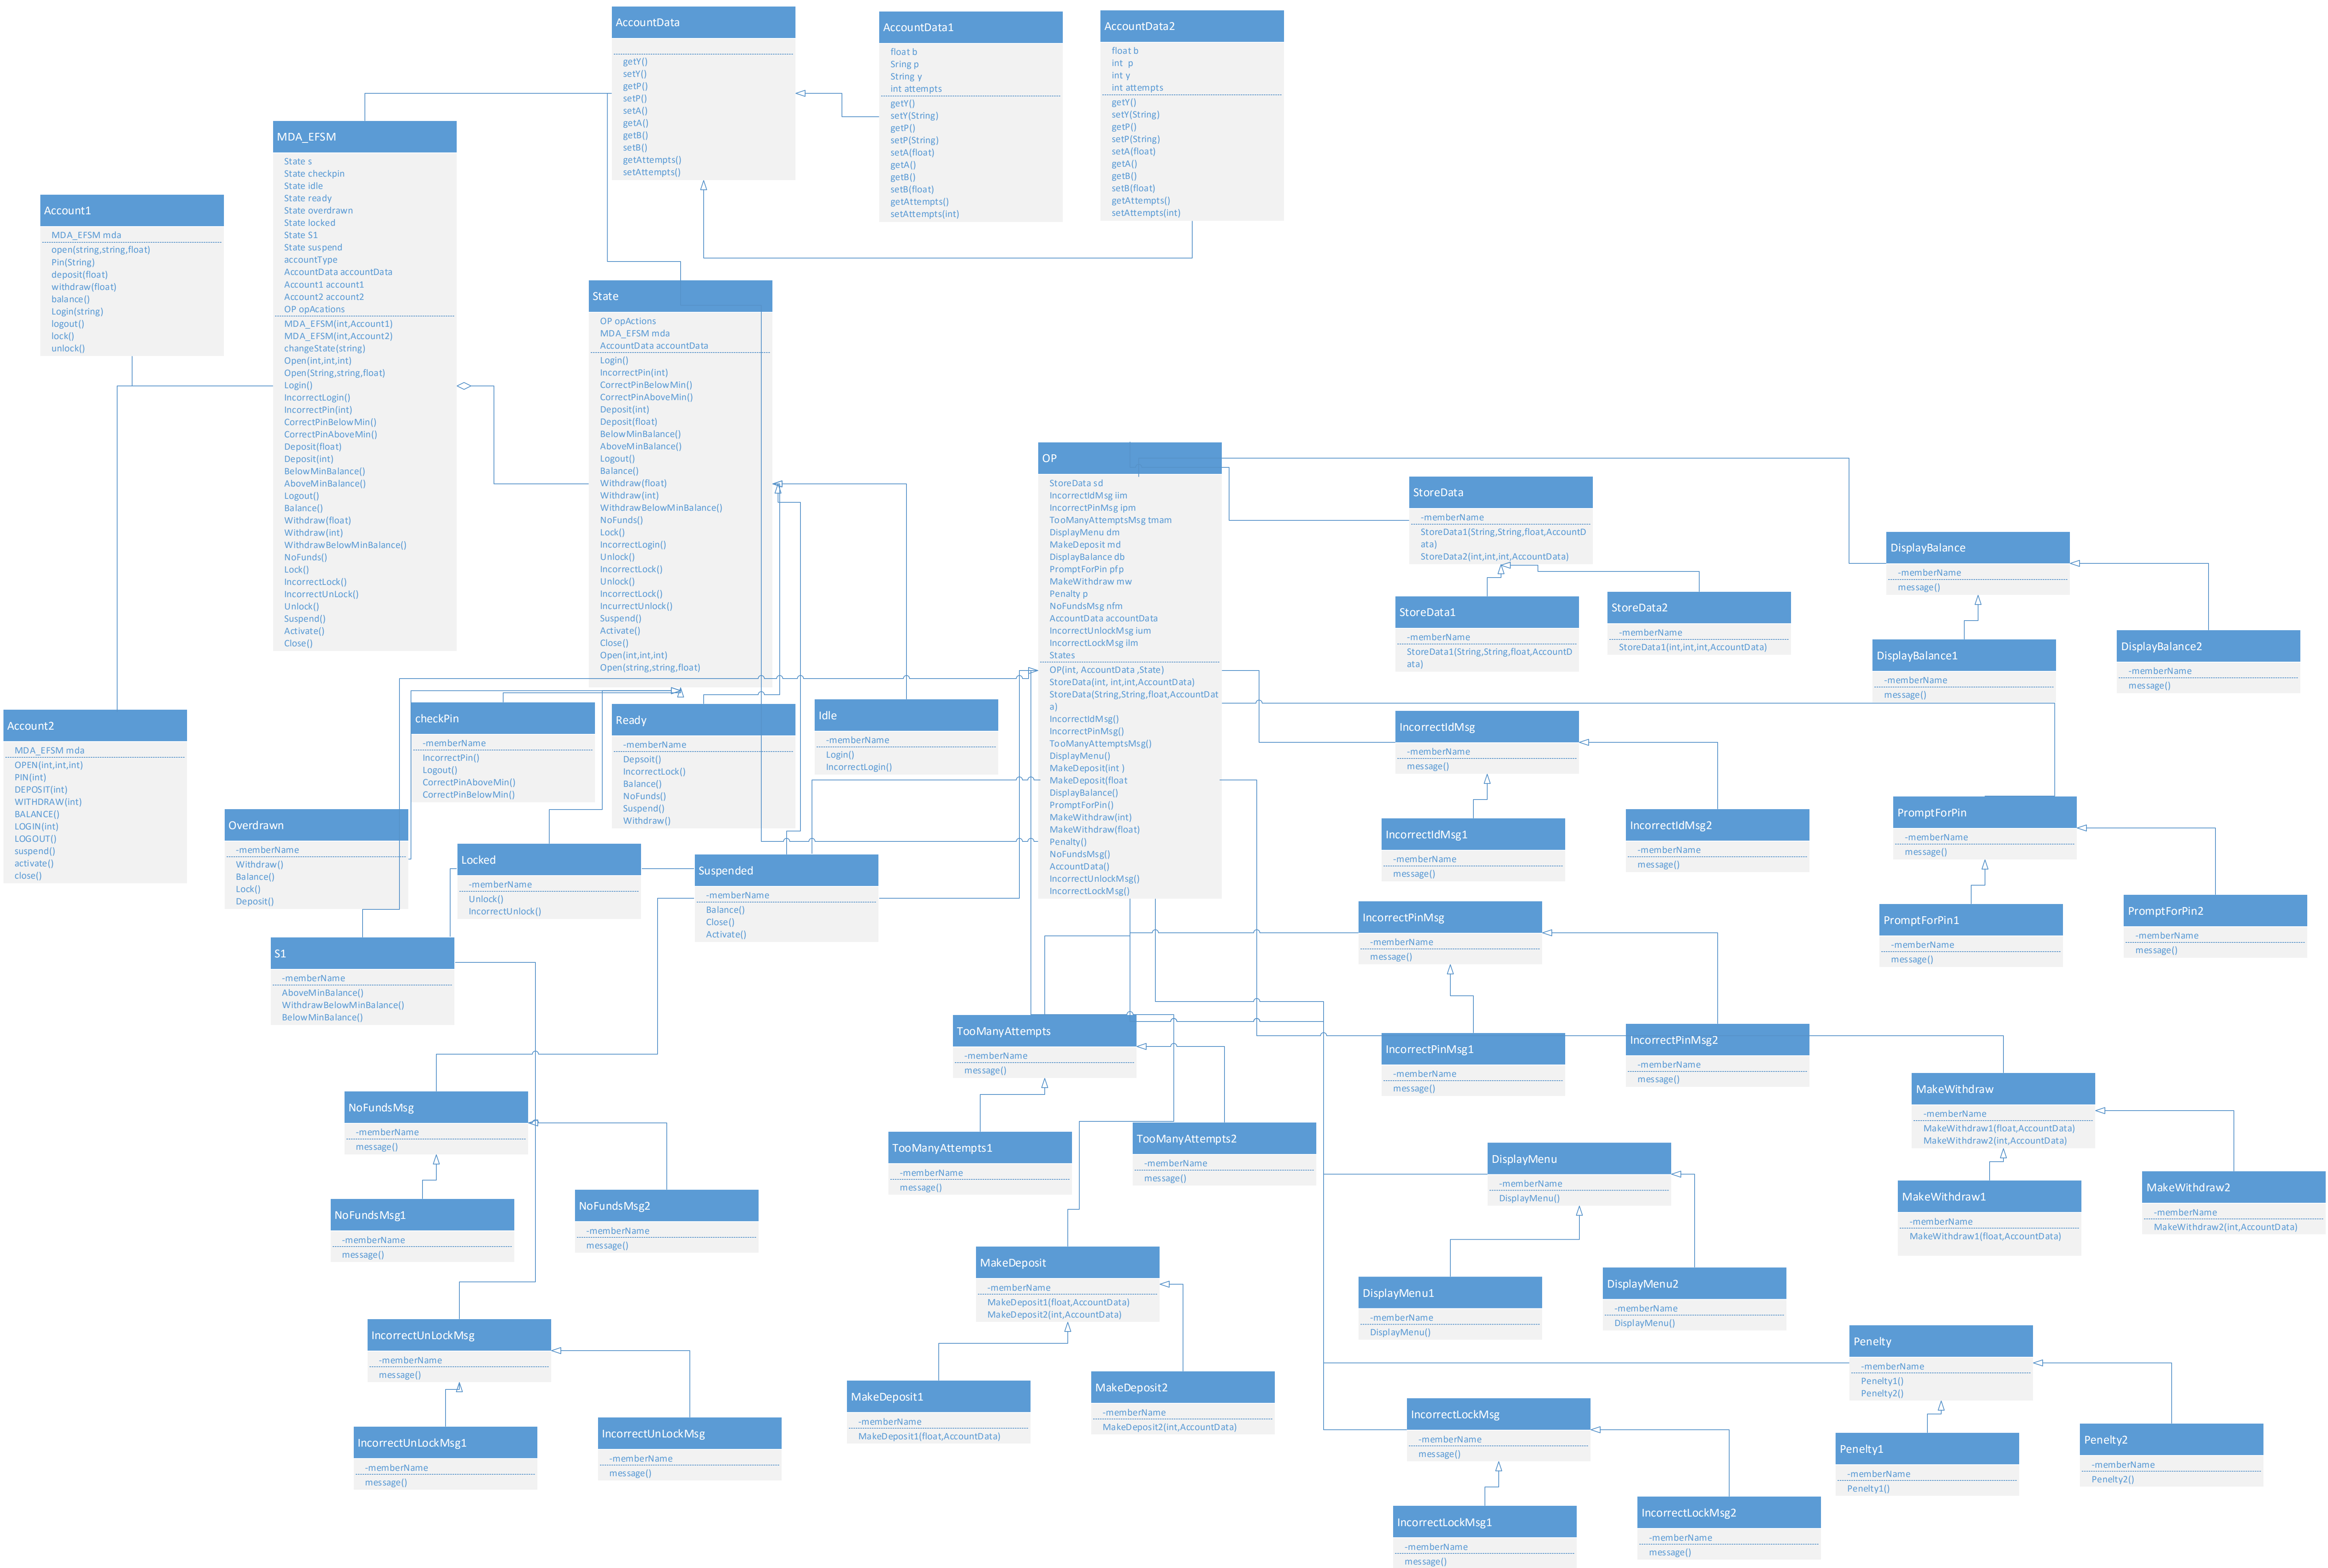 AccountData
getY()
setY()
getP()
setP()
setA()
getA()
getB()
setB()
getAttempts()
setAttempts()
AccountData1
float b
Sring p
String y
int attempts
getY()
setY(String)
getP()
setP(String)
setA(float)
getA()
getB()
setB(float)
getAttempts()
setAttempts(int)
AccountData2
float b
int  p
int y
int attempts
getY()
setY(String)
getP()
setP(String)
setA(float)
getA()
getB()
setB(float)
getAttempts()
setAttempts(int)
MDA_EFSM
State s
State checkpin
State idle
State ready
State overdrawn
State locked
State S1
State suspend
accountType
AccountData accountData
Account1 account1
Account2 account2
OP opAcations
MDA_EFSM(int,Account1)
MDA_EFSM(int,Account2)
changeState(string)
Open(int,int,int)
Open(String,string,float)
Login()
IncorrectLogin()
IncorrectPin(int)
CorrectPinBelowMin()
CorrectPinAboveMin()
Deposit(float)
Deposit(int)
BelowMinBalance()
AboveMinBalance()
Logout()
Balance()
Withdraw(float)
Withdraw(int)
WithdrawBelowMinBalance()
NoFunds()
Lock()
IncorrectLock()
IncorrectUnLock()
Unlock()
Suspend()
Activate()
Close()
Account1
MDA_EFSM mda
open(string,string,float)
Pin(String)
deposit(float)
withdraw(float)
balance()
Login(string)
logout()
lock()
unlock()
State
OP opActions
MDA_EFSM mda
AccountData accountData
Login()
IncorrectPin(int)
CorrectPinBelowMin()
CorrectPinAboveMin()
Deposit(int)
Deposit(float)
BelowMinBalance()
AboveMinBalance()
Logout()
Balance()
Withdraw(float)
Withdraw(int)
WithdrawBelowMinBalance()
NoFunds()
Lock()
IncorrectLogin()
Unlock()
IncorrectLock()
Unlock()
IncorrectLock()
IncurrectUnlock()
Suspend()
Activate()
Close()
Open(int,int,int)
Open(string,string,float)
OP
StoreData sd
IncorrectIdMsg iim
IncorrectPinMsg ipm
TooManyAttemptsMsg tmam
DisplayMenu dm
MakeDeposit md
DisplayBalance db
PromptForPin pfp
MakeWithdraw mw
Penalty p
NoFundsMsg nfm
AccountData accountData
IncorrectUnlockMsg ium
IncorrectLockMsg ilm
States
OP(int, AccountData ,State)
StoreData(int, int,int,AccountData)
StoreData(String,String,float,AccountDat
a)
IncorrectIdMsg()
IncorrectPinMsg()
TooManyAttemptsMsg()
DisplayMenu()
MakeDeposit(int )
MakeDeposit(float
DisplayBalance()
PromptForPin()
MakeWithdraw(int)
MakeWithdraw(float)
Penalty()
NoFundsMsg()
AccountData()
IncorrectUnlockMsg()
IncorrectLockMsg()
StoreData
-memberName
StoreData1(String,String,float,AccountD
ata)
StoreData2(int,int,int,AccountData)
StoreData1
-memberName
StoreData1(String,String,float,AccountD
ata)
StoreData2
-memberName
StoreData1(int,int,int,AccountData)
DisplayBalance
-memberName
message()
DisplayBalance1
-memberName
message()
DisplayBalance2
-memberName
message()
Account2
MDA_EFSM mda
OPEN(int,int,int)
PIN(int)
DEPOSIT(int)
WITHDRAW(int)
BALANCE()
LOGIN(int)
LOGOUT()
suspend()
activate()
close()
checkPin
-memberName
IncorrectPin()
Logout()
CorrectPinAboveMin()
CorrectPinBelowMin()
Ready
-memberName
Depsoit()
IncorrectLock()
Balance()
NoFunds()
Suspend()
Withdraw()
Idle
-memberName
Login()
IncorrectLogin()
Overdrawn
-memberName
Withdraw()
Balance()
Lock()
Deposit()
Locked
-memberName
Unlock()
IncorrectUnlock()
Suspended
-memberName
Balance()
Close()
Activate()
S1
-memberName
AboveMinBalance()
WithdrawBelowMinBalance()
BelowMinBalance()
IncorrectIdMsg
-memberName
message()
IncorrectIdMsg1
-memberName
message()
IncorrectIdMsg2
-memberName
message()
PromptForPin
-memberName
message()
PromptForPin1
-memberName
message()
PromptForPin2
-memberName
message()
IncorrectPinMsg
-memberName
message()
IncorrectPinMsg1
-memberName
message()
IncorrectPinMsg2
-memberName
message()
TooManyAttempts
-memberName
message()
TooManyAttempts1
-memberName
message()
TooManyAttempts2
-memberName
message()
NoFundsMsg
-memberName
message()
NoFundsMsg1
-memberName
message()
NoFundsMsg2
-memberName
message()
MakeWithdraw
-memberName
MakeWithdraw1(float,AccountData)
MakeWithdraw2(int,AccountData)
MakeWithdraw1
-memberName
MakeWithdraw1(float,AccountData)
MakeWithdraw2
-memberName
MakeWithdraw2(int,AccountData)
DisplayMenu
-memberName
DisplayMenu()
DisplayMenu1
-memberName
DisplayMenu()
DisplayMenu2
-memberName
DisplayMenu()
MakeDeposit
-memberName
MakeDeposit1(float,AccountData)
MakeDeposit2(int,AccountData)
MakeDeposit1
-memberName
MakeDeposit1(float,AccountData)
MakeDeposit2
-memberName
MakeDeposit2(int,AccountData)
IncorrectUnLockMsg
-memberName
message()
IncorrectUnLockMsg1
-memberName
message()
IncorrectUnLockMsg
-memberName
message()
Penelty
-memberName
Penelty1()
Penelty2()
Penelty1
-memberName
Penelty1()
Penelty2
-memberName
Penelty2()
IncorrectLockMsg
-memberName
message()
IncorrectLockMsg1
-memberName
message()
IncorrectLockMsg2
-memberName
message()